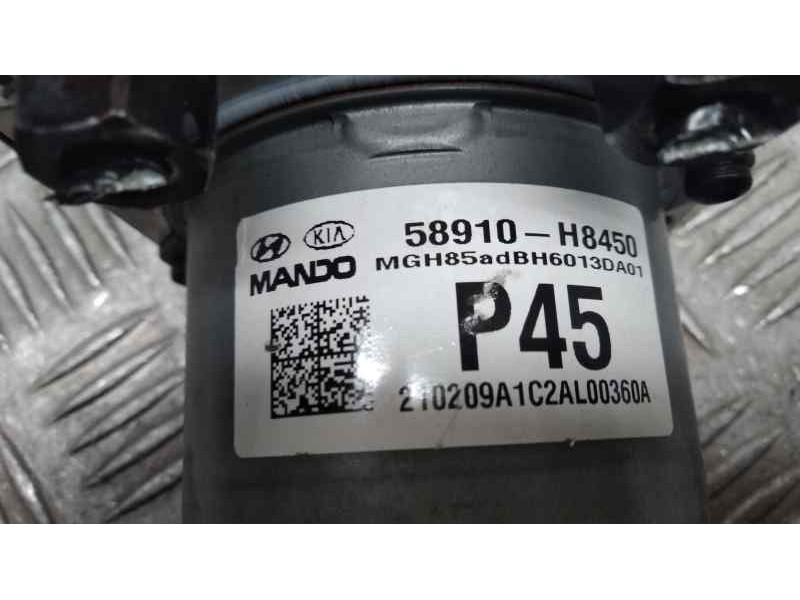 KIA
58910-H8450
MANDO
MGH85adBH6013DA01
P45
210209A1C2AL00360A